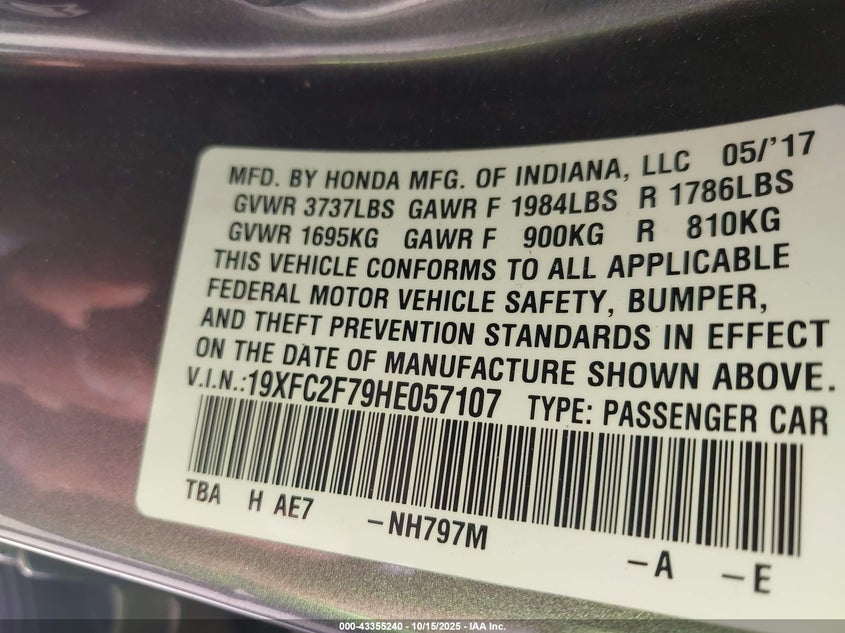 MFD. BY HONDA MFG. OF INDIANA, LLC 05/'17
GVWR 3737LBS GAWR F 1984LBS R 1786LBS
GVWR 1695KG GAWR F 900KG R 810KG
THIS VEHICLE CONFORMS TO ALL APPLICABLE
FEDERAL MOTOR VEHICLE SAFETY, BUMPER,
AND THEFT PREVENTION STANDARDS IN EFFECT
ON THE DATE OF MANUFACTURE SHOWN ABOVE.
V.I.N.:19XFC2F79HE057107 TYPE: PASSENGER CAR
TBA H AE7 -NH797M -A -E
000-43355240 - 10/15/2025 - IAA Inc.